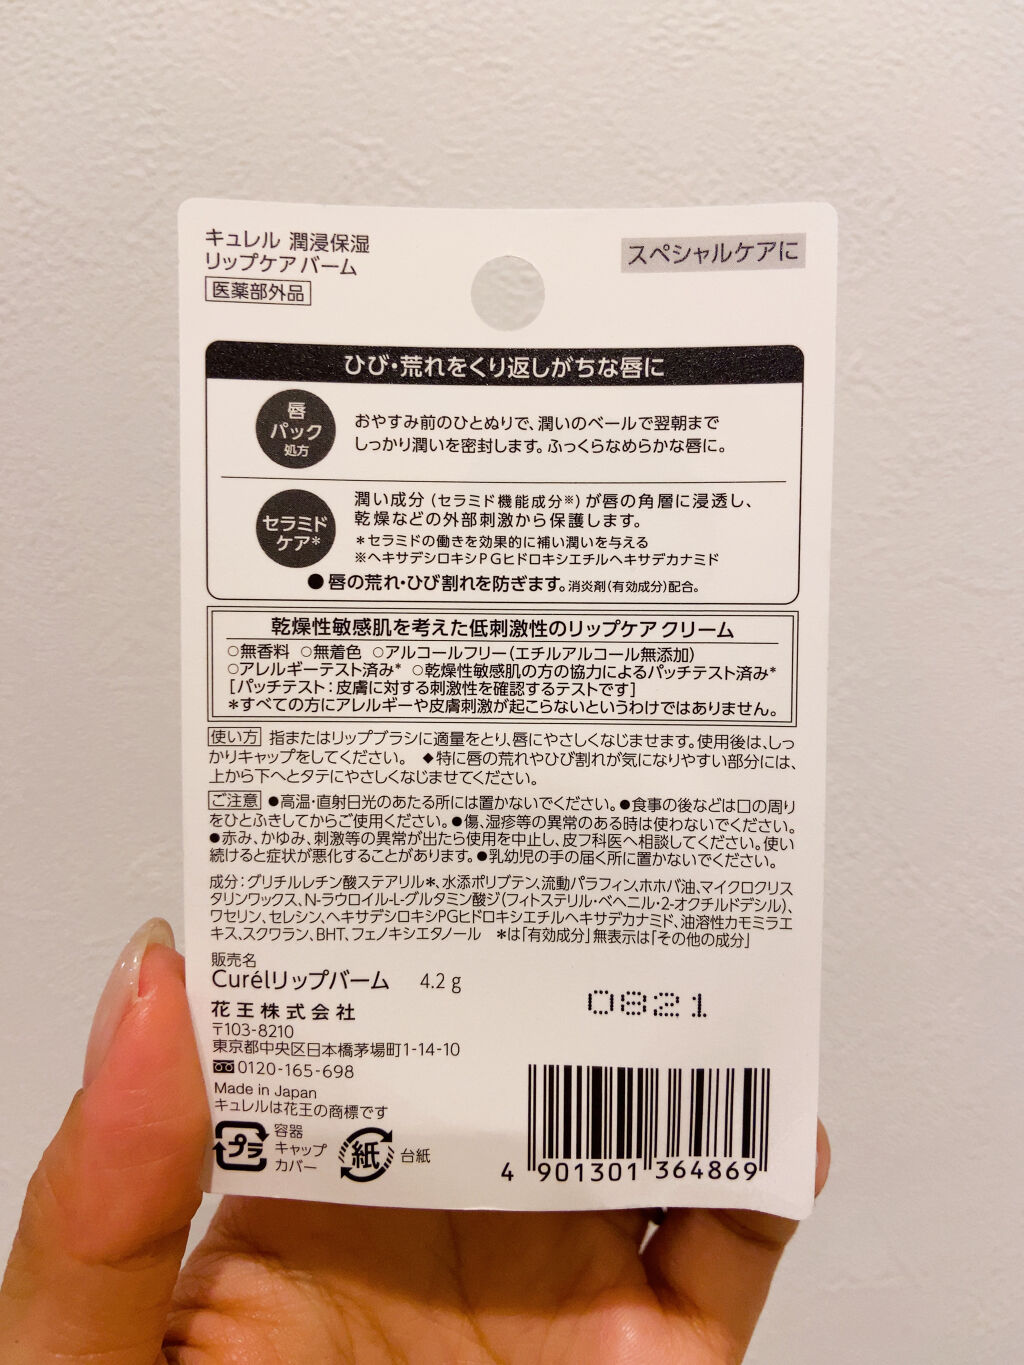 キュレル 潤浸保湿
リップケア バーム
医薬部外品
スペシャルケアに
ひび・荒れをくり返しがちな唇に
唇
パック
処方
おやすみ前のひとぬりで、潤いのベールで翌朝まで
しっかり潤いを密封します。ふっくらなめらかな唇に。
セラミド
ケア*
潤い成分（セラミド機能成分※）が唇の角層に浸透し、
乾燥などの外部刺激から保護します。
*セラミドの働きを効果的に補い潤いを与える
※ヘキサデシロキシPGヒドロキシエチルヘキサデカナミド
●唇の荒れ・ひび割れを防ぎます。消炎剤（有効成分）配合。
乾燥性敏感肌を考えた低刺激性のリップケア クリーム
○無香料 ○無着色 ○アルコールフリー（エチルアルコール無添加）
○アレルギーテスト済み* ○乾燥性敏感肌の方の協力によるパッチテスト済み*
［パッチテスト：皮膚に対する刺激性を確認するテストです］
*すべての方にアレルギーや皮膚刺激が起こらないというわけではありません。
使い方 指またはリップブラシに適量をとり、唇にやさしくなじませます。使用後は、しっ
かりキャップをしてください。 ◆特に唇の荒れやひび割れが気になりやすい部分には、
上から下へとタテにやさしくなじませてください。
ご注意 ●高温・直射日光のあたる所には置かないでください。●食事の後などは口の周り
をひとふきしてからご使用ください。●傷、湿疹等の異常のある時は使わないでください。
●赤み、かゆみ、刺激等の異常が出たら使用を中止し、皮フ科医へ相談してください。使い
続けると症状が悪化することがあります。●乳幼児の手の届く所に置かないでください。
成分：グリチルレチン酸ステアリル*、水添ポリブテン、流動パラフィン、ホホバ油、マイクロクリス
タリンワックス、N-ラウロイル-L-グルタミン酸ジ（フィトステリル・ベヘニル・2-オクチルドデシル）、
ワセリン、セレシン、ヘキサデシロキシPGヒドロキシエチルヘキサデカナミド、油溶性カモミラエ
キス、スクワラン、BHT、フェノキシエタノール *は「有効成分」無表示は「その他の成分」
販売名
Curélリップバーム 4.2 g
0821
花王株式会社
〒103-8210
東京都中央区日本橋茅場町1-14-10
0120-165-698
Made in Japan
キュレルは花王の商標です
プラ
容器
キャップ
カバー
紙
台紙
4 901301 364869